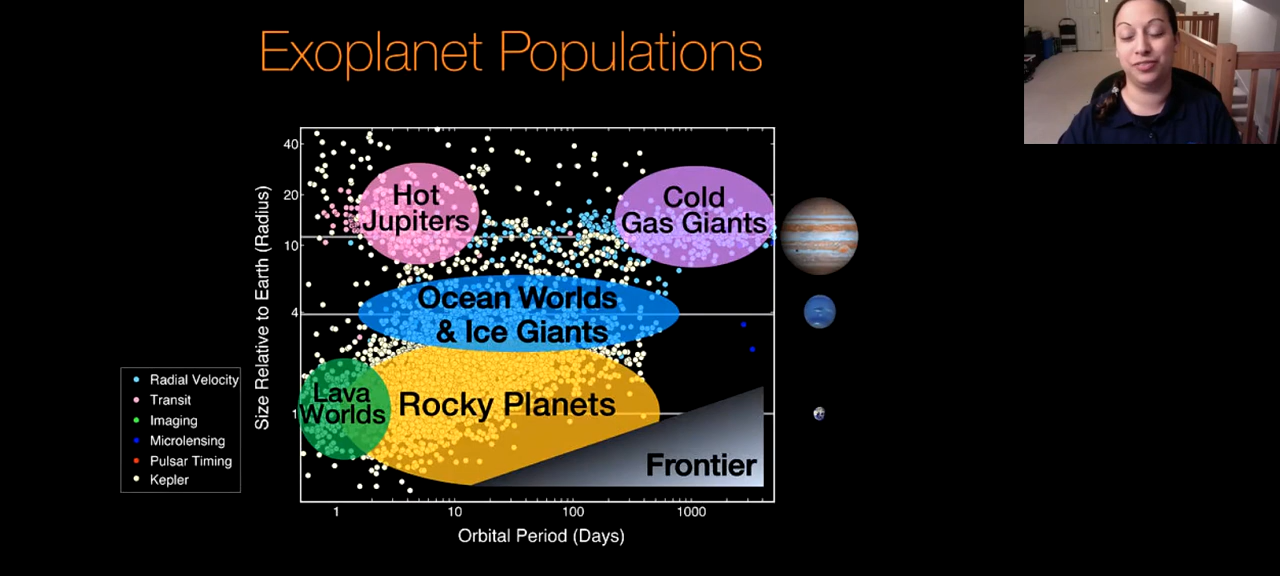 Exoplanet Populations
40
20
10
4
1
Size Relative to Earth (Radius)
Hot
Jupiters
Cold
Gas Giants
Ocean Worlds
& Ice Giants
Lava
Worlds
Rocky Planets
Frontier
1
10
100
1000
Orbital Period (Days)
Radial Velocity
Transit
Imaging
Microlensing
Pulsar Timing
Kepler